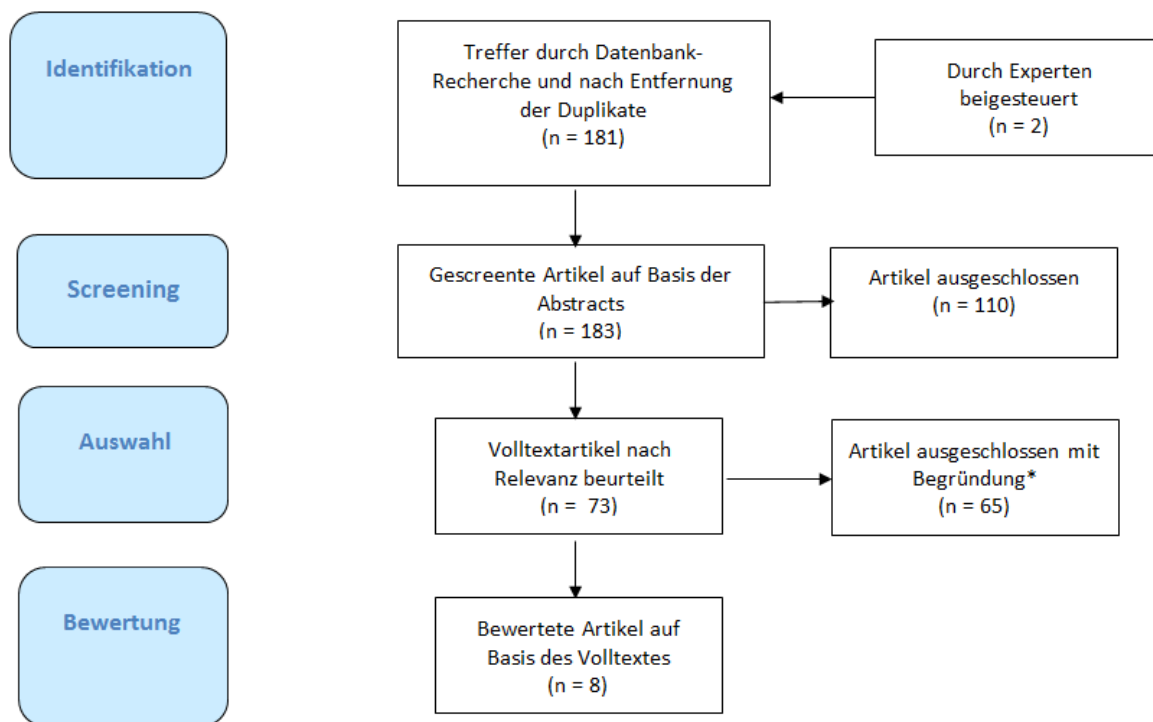 Identifikation
Treffer durch Datenbank-
Recherche und nach Entfernung
der Duplikate
(n = 181)
Durch Experten
beigesteuert
(n = 2)
Screening
Gescreente Artikel auf Basis der
Abstracts
(n = 183)
Artikel ausgeschlossen
(n = 110)
Auswahl
Volltextartikel nach
Relevanz beurteilt
(n = 73)
Artikel ausgeschlossen mit
Begründung*
(n = 65)
Bewertung
Bewertete Artikel auf
Basis des Volltextes
(n = 8)